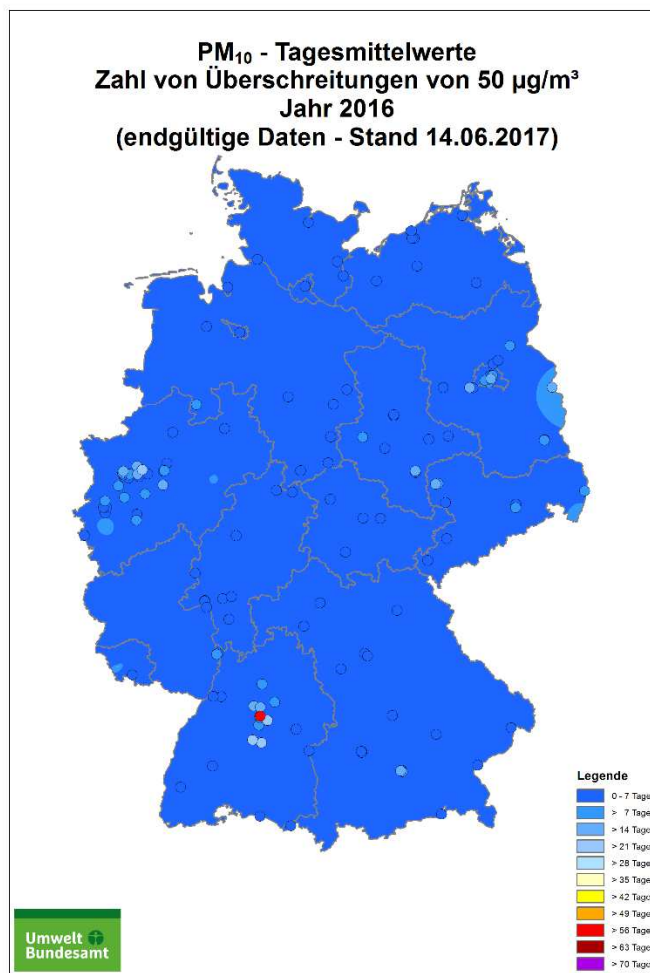 PM₁₀ - Tagesmittelwerte
Zahl von Überschreitungen von 50 µg/m³
Jahr 2016
(endgültige Daten - Stand 14.06.2017)
Legende
0 - 7 Tage
> 7 Tage
> 14 Tage
> 21 Tage
> 28 Tage
> 35 Tage
> 42 Tage
> 49 Tage
> 56 Tage
> 63 Tage
> 70 Tage
Umwelt
Bundesamt